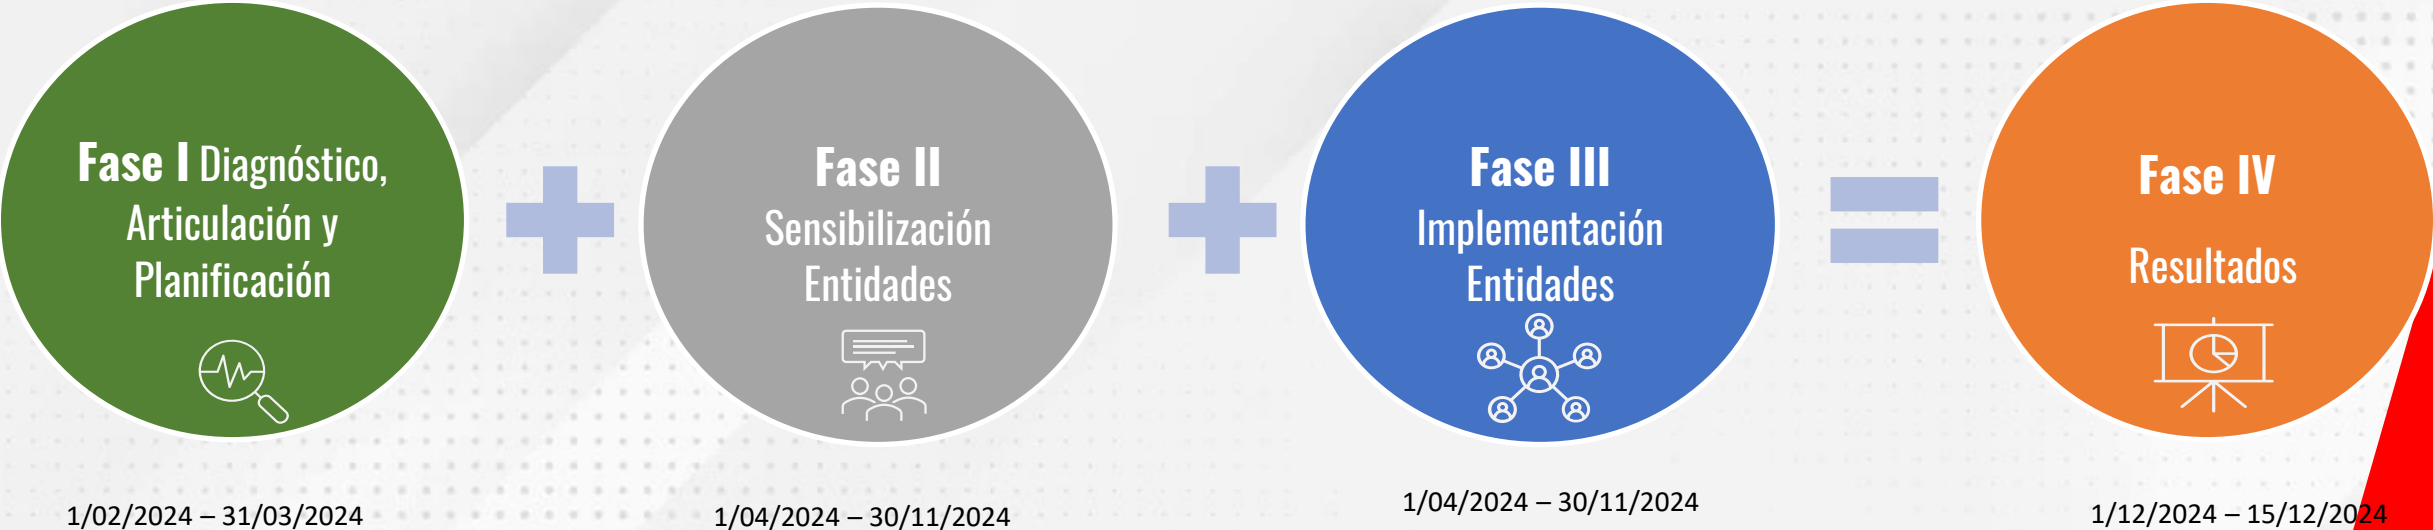 Fase I Diagnóstico,
Articulación y
Planificación
1/02/2024 – 31/03/2024
Fase II
Sensibilización
Entidades
1/04/2024 – 30/11/2024
Fase III
Implementación
Entidades
1/04/2024 – 30/11/2024
Fase IV
Resultados
1/12/2024 – 15/12/2024